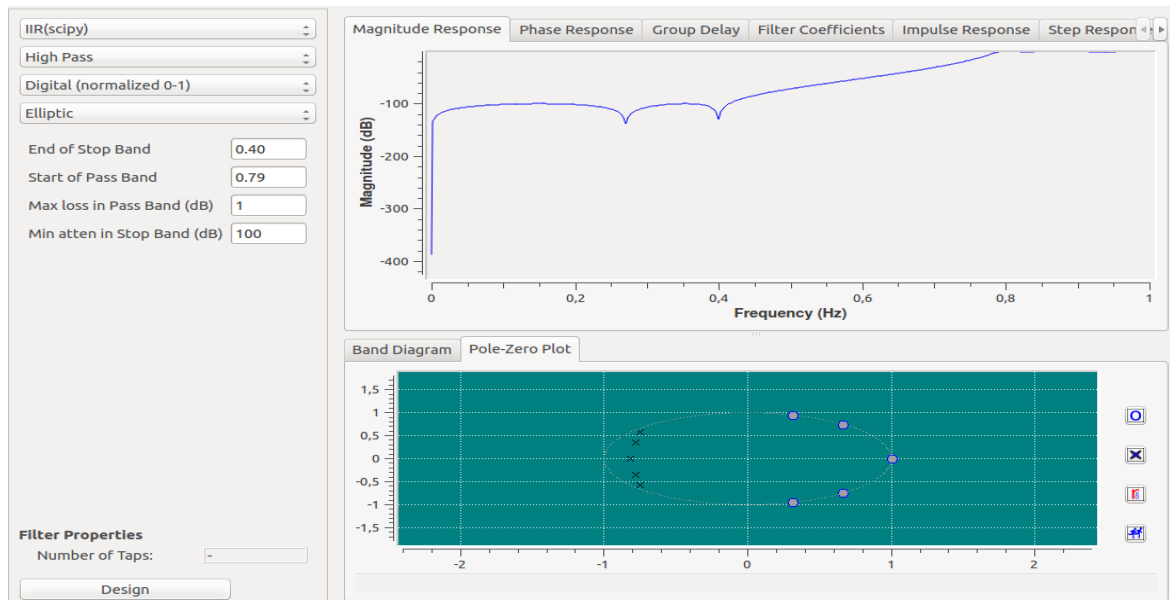 IIR(scipy)
High Pass
Digital (normalized 0-1)
Elliptic
End of Stop Band 0.40
Start of Pass Band 0.79
Max loss in Pass Band (dB) 1
Min atten in Stop Band (dB) 100
Filter Properties
Number of Taps: -
Design
Magnitude Response Phase Response Group Delay Filter Coefficients Impulse Response Step Respon
Magnitude (dB)
-100
-200
-300
-400
0 0,2 0,4 0,6 0,8 1
Frequency (Hz)
Band Diagram Pole-Zero Plot
1,5
1
0,5
0
-0,5
-1
-1,5
-2 -1 0 1 2